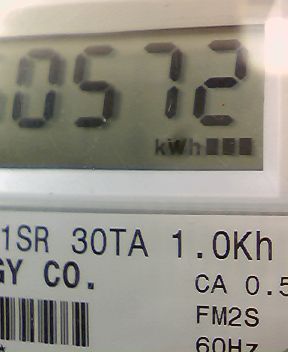 0572
kWh
1SR 30TA 1.0Kh
GY CO.
CA 0.5
FM2S
60Hz